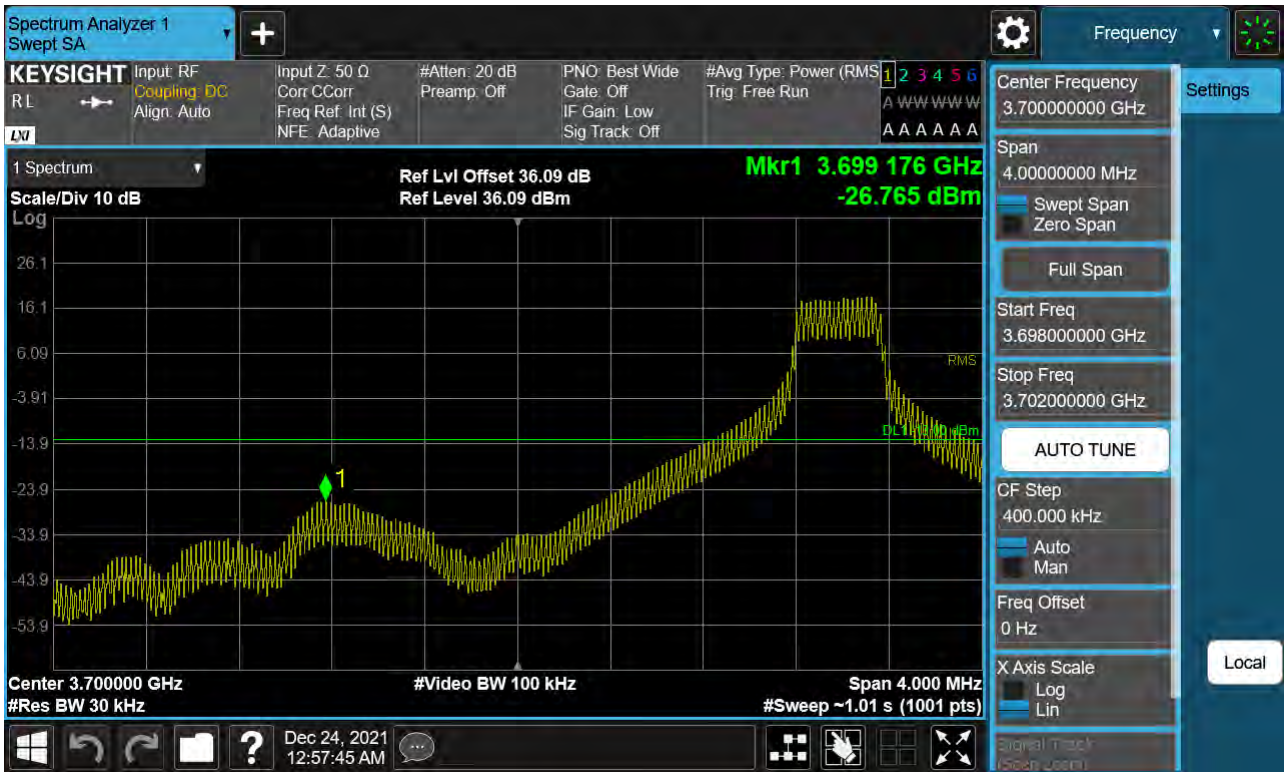 Spectrum Analyzer 1
Swept SA
+
Frequency
KEYSIGHT
RL
LXI
Input: RF
Coupling: DC
Align: Auto
Input Z: 50 Ω
Corr CCorr
Freq Ref: Int (S)
NFE: Adaptive
#Atten: 20 dB
Preamp: Off
PNO: Best Wide
Gate: Off
IF Gain: Low
Sig Track: Off
#Avg Type: Power (RMS
Trig: Free Run
1 2 3 4 5 6
A W W W W W
A A A A A A
1 Spectrum
Scale/Div 10 dB
Log
Ref Lvl Offset 36.09 dB
Ref Level 36.09 dBm
Mkr1 3.699 176 GHz
-26.765 dBm
26.1
16.1
6.09
-3.91
-13.9
-23.9
-33.9
-43.9
-53.9
RMS
1
Center 3.700000 GHz
#Res BW 30 kHz
#Video BW 100 kHz
Span 4.000 MHz
#Sweep ~1.01 s (1001 pts)
Center Frequency
3.700000000 GHz
Settings
Span
4.00000000 MHz
Swept Span
Zero Span
Full Span
Start Freq
3.698000000 GHz
Stop Freq
3.702000000 GHz
AUTO TUNE
CF Step
400.000 kHz
Auto
Man
Freq Offset
0 Hz
X Axis Scale
Log
Lin
Local
Signal Track
(Span Zoom)
?
Dec 24, 2021
12:57:45 AM